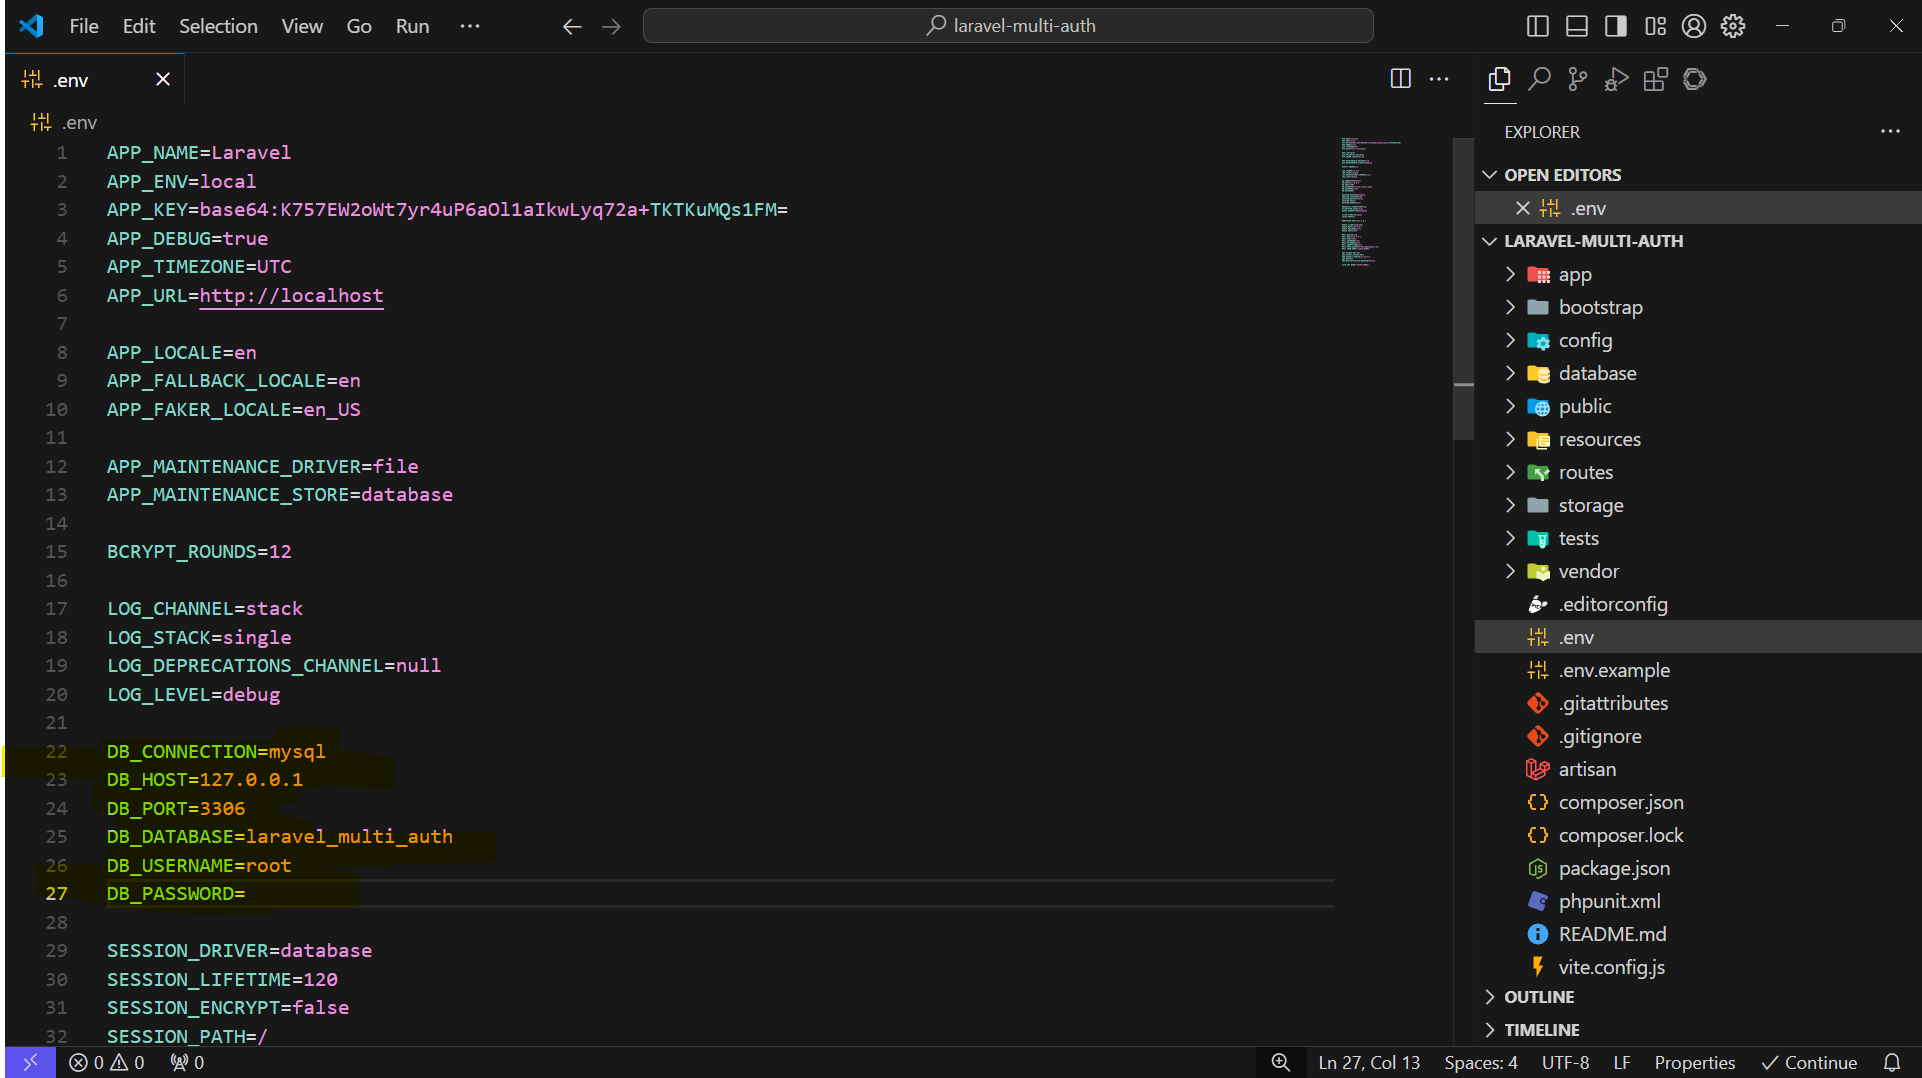 File Edit Selection View Go Run ...
laravel-multi-auth
.env
.env
1 APP_NAME=Laravel
2 APP_ENV=local
3 APP_KEY=base64:K757EW2oWt7yr4uP6aOl1aIkwLyq72a+TKTKuMQs1FM=
4 APP_DEBUG=true
5 APP_TIMEZONE=UTC
6 APP_URL=http://localhost
7
8 APP_LOCALE=en
9 APP_FALLBACK_LOCALE=en
10 APP_FAKER_LOCALE=en_US
11
12 APP_MAINTENANCE_DRIVER=file
13 APP_MAINTENANCE_STORE=database
14
15 BCRYPT_ROUNDS=12
16
17 LOG_CHANNEL=stack
18 LOG_STACK=single
19 LOG_DEPRECATIONS_CHANNEL=null
20 LOG_LEVEL=debug
21
22 DB_CONNECTION=mysql
23 DB_HOST=127.0.0.1
24 DB_PORT=3306
25 DB_DATABASE=laravel_multi_auth
26 DB_USERNAME=root
27 DB_PASSWORD=
28
29 SESSION_DRIVER=database
30 SESSION_LIFETIME=120
31 SESSION_ENCRYPT=false
32 SESSION_PATH=/
EXPLORER
OPEN EDITORS
.env
LARAVEL-MULTI-AUTH
app
bootstrap
config
database
public
resources
routes
storage
tests
vendor
.editorconfig
.env
.env.example
.gitattributes
.gitignore
artisan
composer.json
composer.lock
package.json
phpunit.xml
README.md
vite.config.js
OUTLINE
TIMELINE
0 0 0
Ln 27, Col 13 Spaces: 4 UTF-8 LF Properties Continue